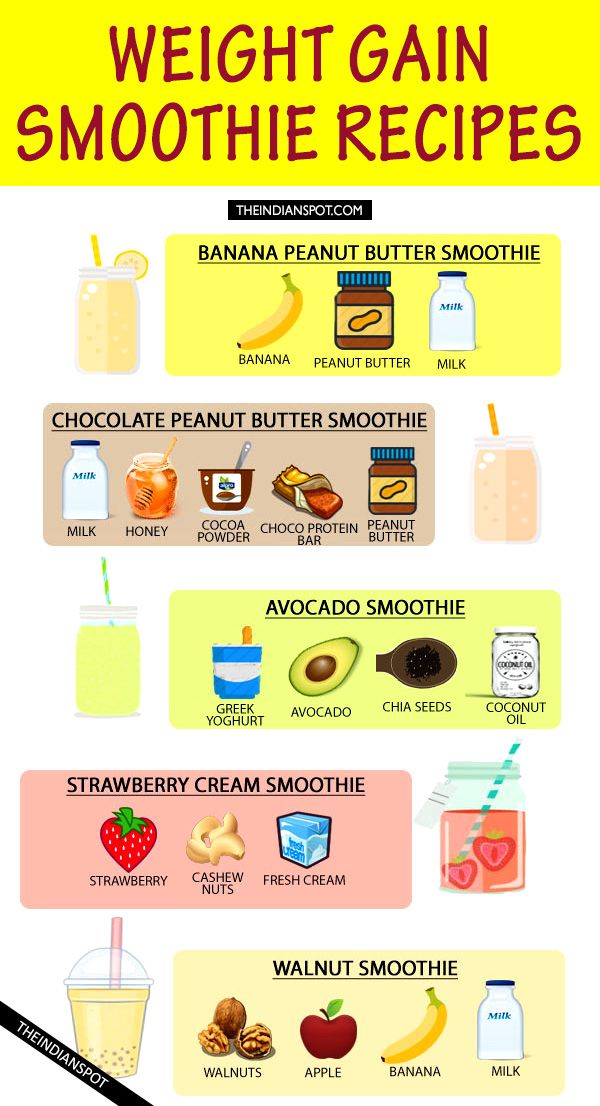 WEIGHT GAIN
SMOOTHIE RECIPES
THEINDIANSPOT.COM
BANANA PEANUT BUTTER SMOOTHIE
Milk
BANANA
PEANUT BUTTER
MILK
CHOCOLATE PEANUT BUTTER SMOOTHIE
Milk
alpro
MILK
HONEY
COCOA
POWDER
CHOCO PROTEIN
BAR
PEANUT
BUTTER
AVOCADO SMOOTHIE
COCONUT OIL
GREEK
YOGHURT
AVOCADO
CHIA SEEDS
COCONUT
OIL
STRAWBERRY CREAM SMOOTHIE
fresh
cream
STRAWBERRY
CASHEW
NUTS
FRESH CREAM
WALNUT SMOOTHIE
Milk
WALNUTS
APPLE
BANANA
MILK
THEINDIANSPOT